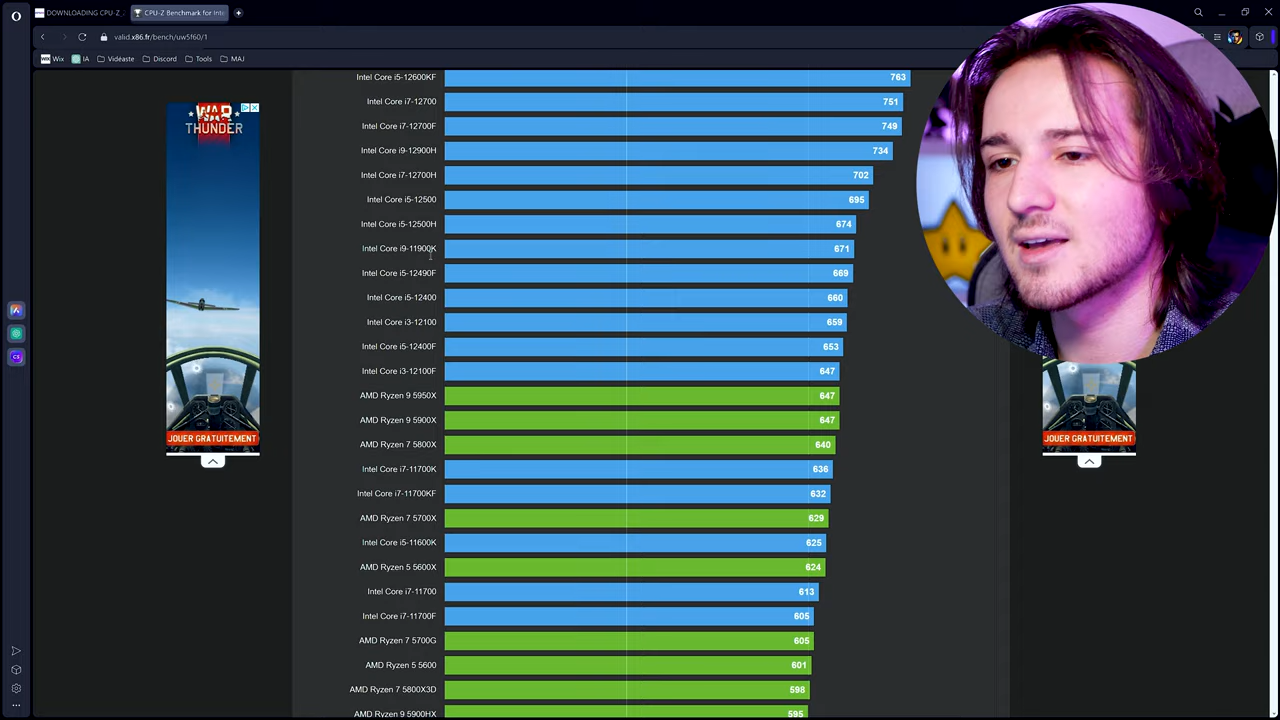 DOWNLOADING CPU-Z
CPU-Z Benchmark for Inte
valid.x86.fr/bench/uw5f60/1
Wix
IA
Vidéaste
Discord
Tools
MAJ
Intel Core i5-12600KF 763
Intel Core i7-12700 751
Intel Core i7-12700F 749
Intel Core i9-12900H 734
Intel Core i7-12700H 702
Intel Core i5-12500 695
Intel Core i5-12500H 674
Intel Core i9-11900K 671
Intel Core i5-12490F 669
Intel Core i5-12400 660
Intel Core i3-12100 659
Intel Core i5-12400F 653
Intel Core i3-12100F 647
AMD Ryzen 9 5950X 647
AMD Ryzen 9 5900X 647
AMD Ryzen 7 5800X 640
Intel Core i7-11700K 636
Intel Core i7-11700KF 632
AMD Ryzen 7 5700X 629
Intel Core i5-11600K 625
AMD Ryzen 5 5600X 624
Intel Core i7-11700 613
Intel Core i7-11700F 605
AMD Ryzen 7 5700G 605
AMD Ryzen 5 5600 601
AMD Ryzen 7 5800X3D 598
AMD Ryzen 9 5900HX 595
WAR
THUNDER
JOUER GRATUITEMENT
JOUER GRATUITEMENT